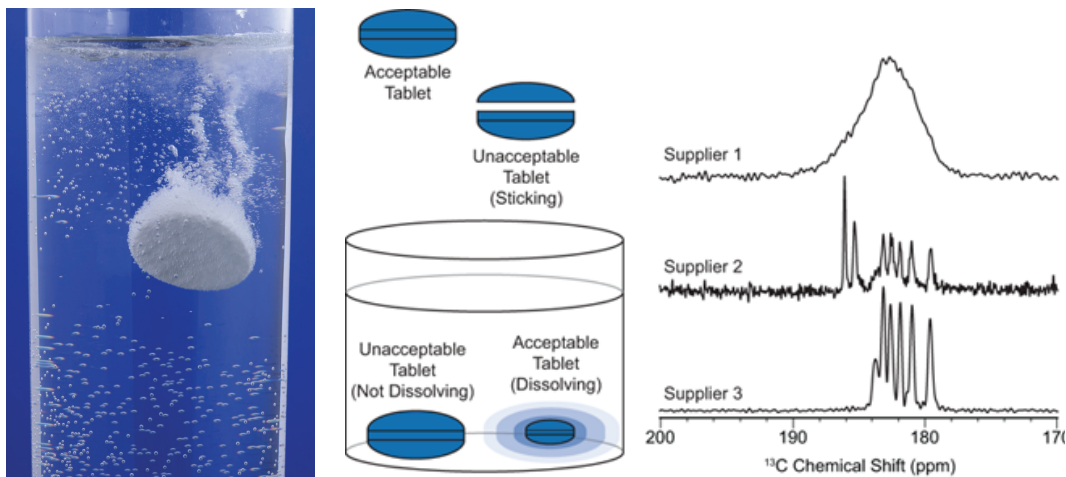 Acceptable
Tablet
Unacceptable
Tablet
(Sticking)
Unacceptable
Tablet
(Not Dissolving)
Acceptable
Tablet
(Dissolving)
Supplier 1
Supplier 2
Supplier 3
200 190 180 170
¹³C Chemical Shift (ppm)